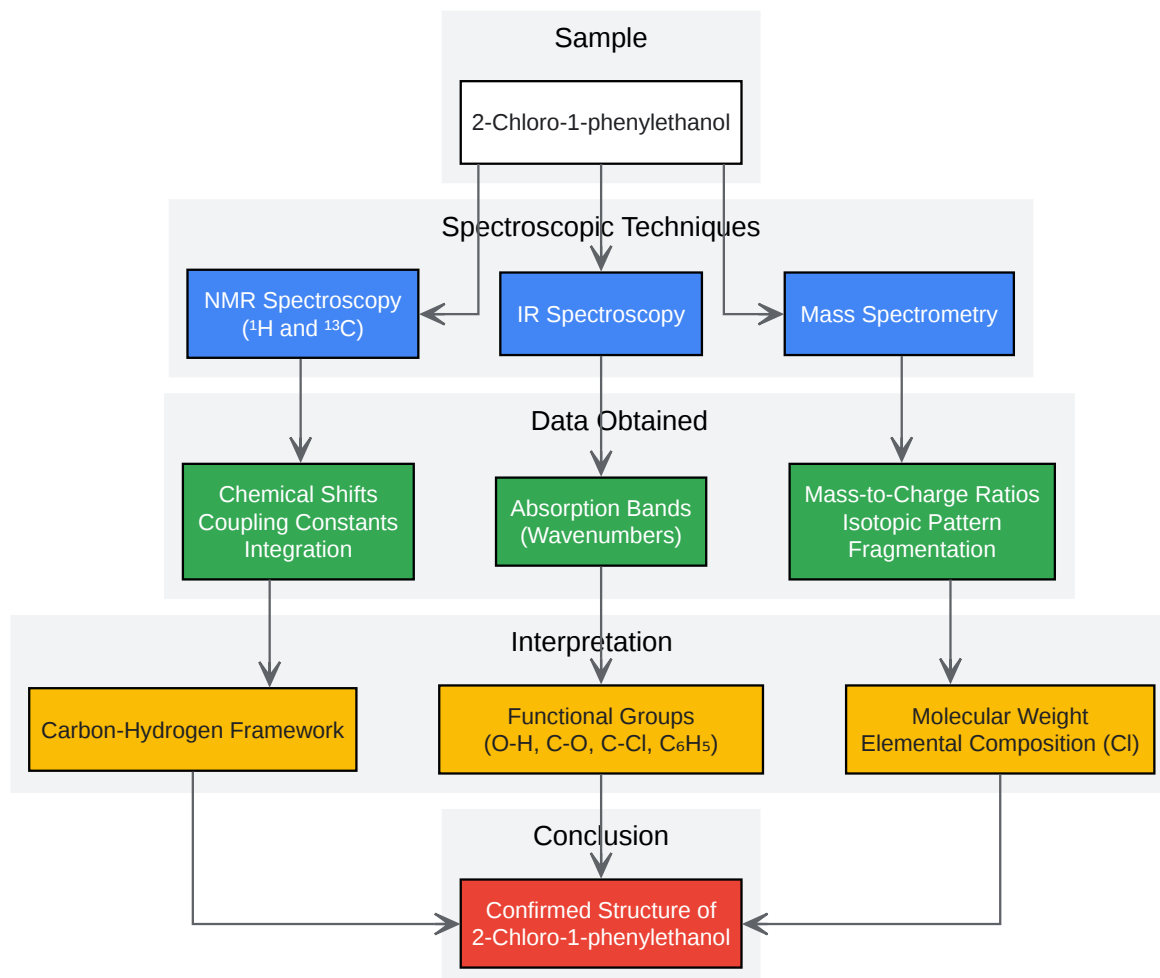 Sample
2-Chloro-1-phenylethanol
Spectroscopic Techniques
NMR Spectroscopy
(¹H and ¹³C)
IR Spectroscopy
Mass Spectrometry
Data Obtained
Chemical Shifts
Coupling Constants
Integration
Absorption Bands
(Wavenumbers)
Mass-to-Charge Ratios
Isotopic Pattern
Fragmentation
Interpretation
Carbon-Hydrogen Framework
Functional Groups
(O-H, C-O, C-Cl, C₆H₅)
Molecular Weight
Elemental Composition (Cl)
Conclusion
Confirmed Structure of
2-Chloro-1-phenylethanol